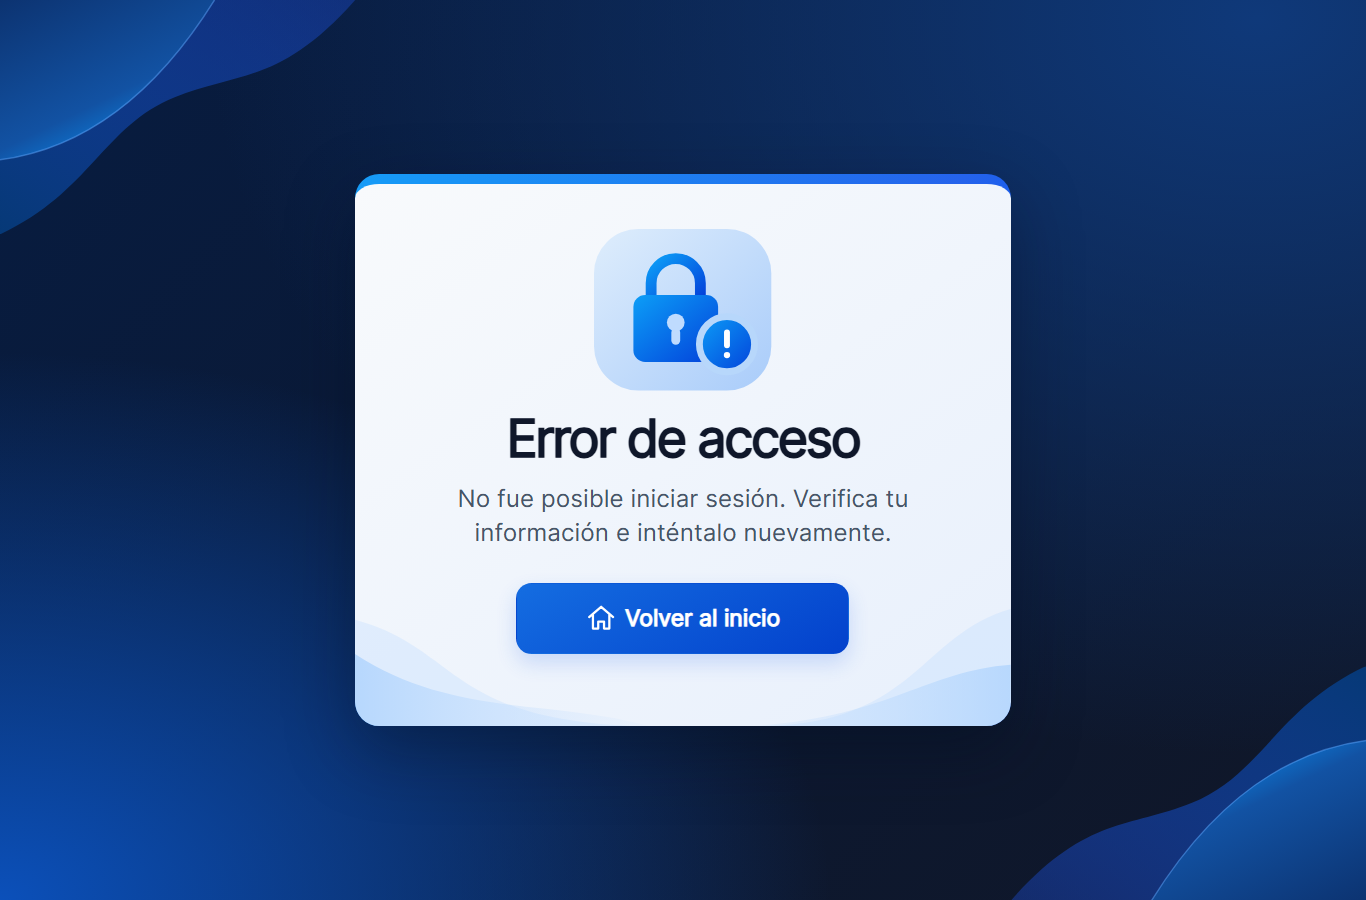 Error de acceso
No fue posible iniciar sesión. Verifica tu
información e inténtalo nuevamente.
Volver al inicio